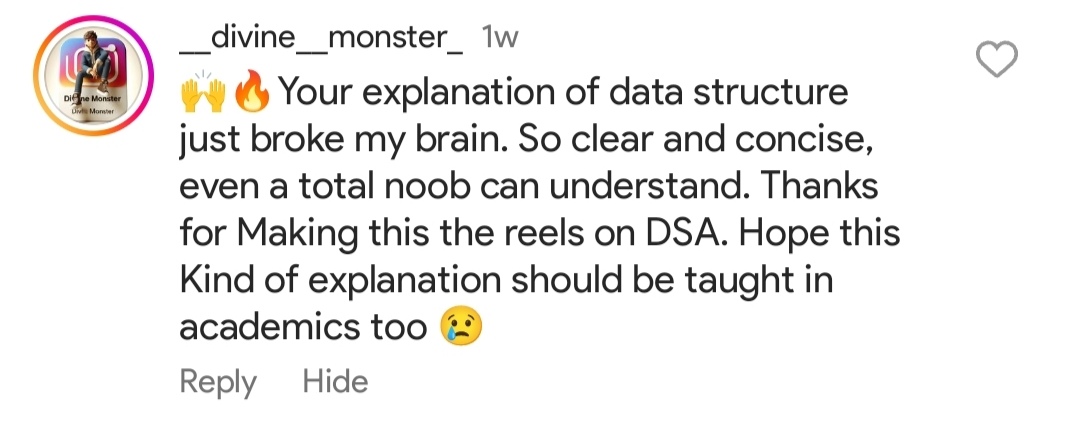 __divine__monster_ 1w
🙌🔥 Your explanation of data structure
just broke my brain. So clear and concise,
even a total noob can understand. Thanks
for Making this the reels on DSA. Hope this
Kind of explanation should be taught in
academics too 😢
Reply Hide
Divine Monster
Divine Monster